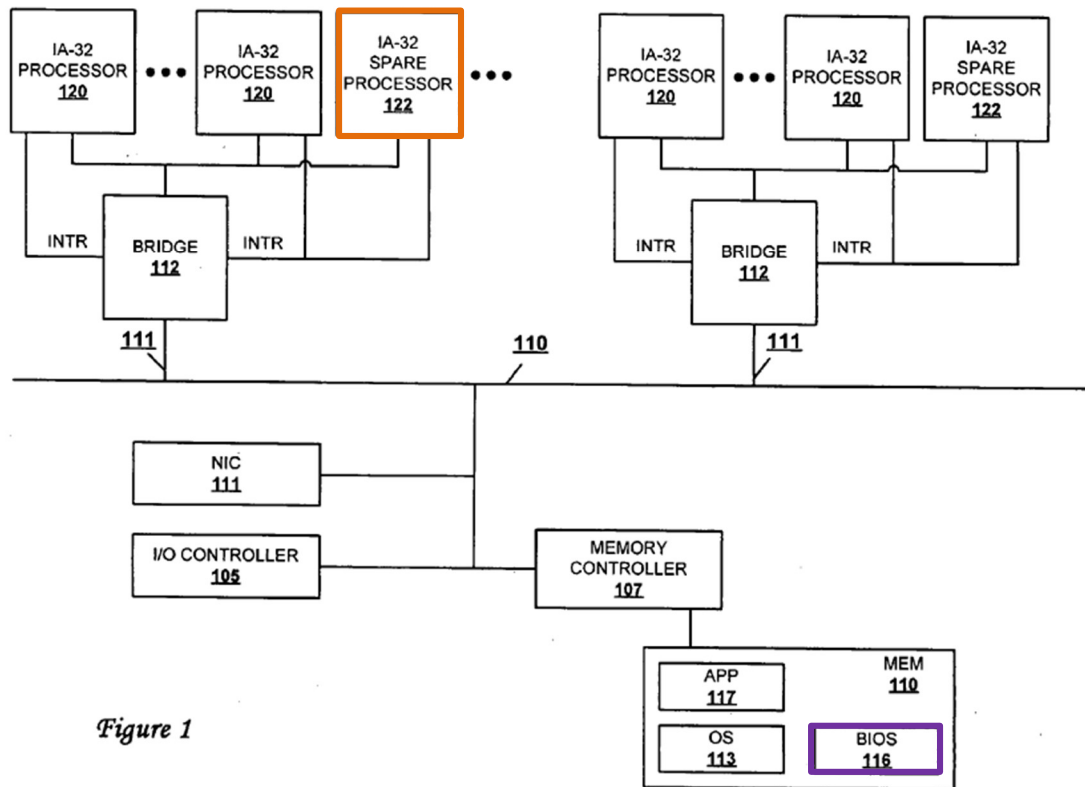 IA-32
PROCESSOR
120
IA-32
PROCESSOR
120
IA-32
SPARE
PROCESSOR
122
IA-32
PROCESSOR
120
IA-32
PROCESSOR
120
IA-32
SPARE
PROCESSOR
122
INTR
BRIDGE
112
INTR
INTR
BRIDGE
112
INTR
111
110
111
NIC
111
I/O CONTROLLER
105
MEMORY
CONTROLLER
107
MEM
110
APP
117
OS
113
BIOS
116
Figure 1